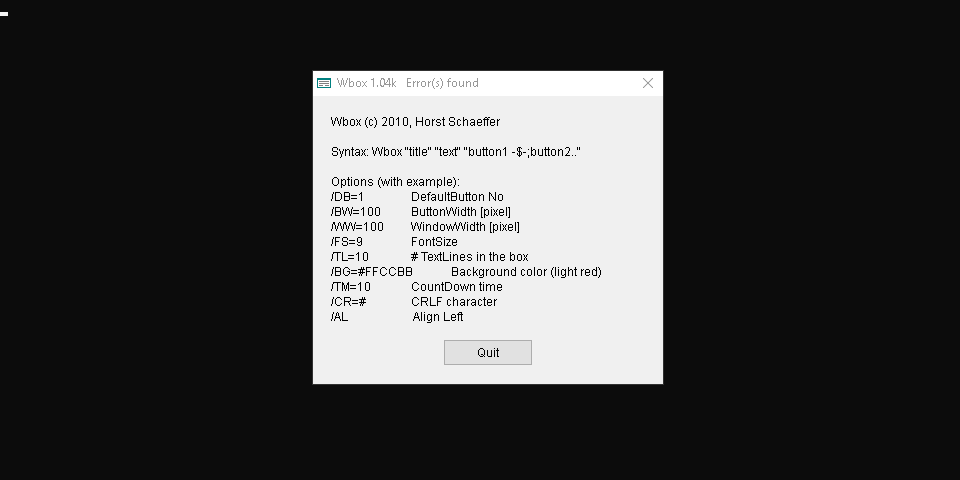 Wbox 1.04k   Error(s) found
Wbox (c) 2010, Horst Schaeffer
Syntax: Wbox "title" "text" "button1 -$-;button2.."
Options (with example):
/DB=1 DefaultButton No
/BW=100 ButtonWidth [pixel]
/WW=100 WindowWidth [pixel]
/FS=9 FontSize
/TL=10 # TextLines in the box
/BG=#FFCCBB Background color (light red)
/TM=10 CountDown time
/CR=# CRLF character
/AL Align Left
Quit